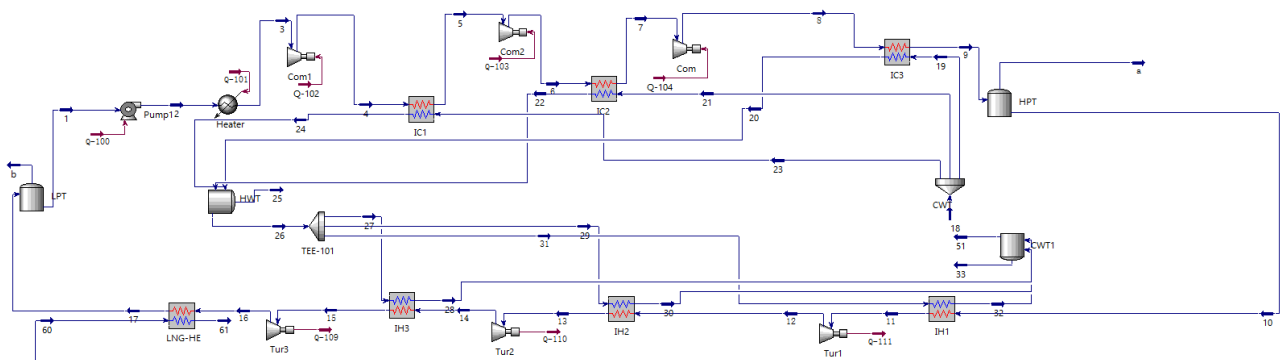 3
5
7
8
Com1
Com2
Com
Q-101
Q-102
Q-103
Q-104
IC3
9
19
1
Pump1
2
Heater
Q-100
4
IC1
6
22
IC2
21
20
HPT
a
24
b
LPT
HWT
25
23
CWT
18
26
TEE-101
27
29
31
51
33
CWT1
60
17
LNG-HE
61
16
Tur3
Q-109
15
IH3
28
14
Tur2
Q-110
13
IH2
30
12
Tur1
Q-111
11
IH1
32
10